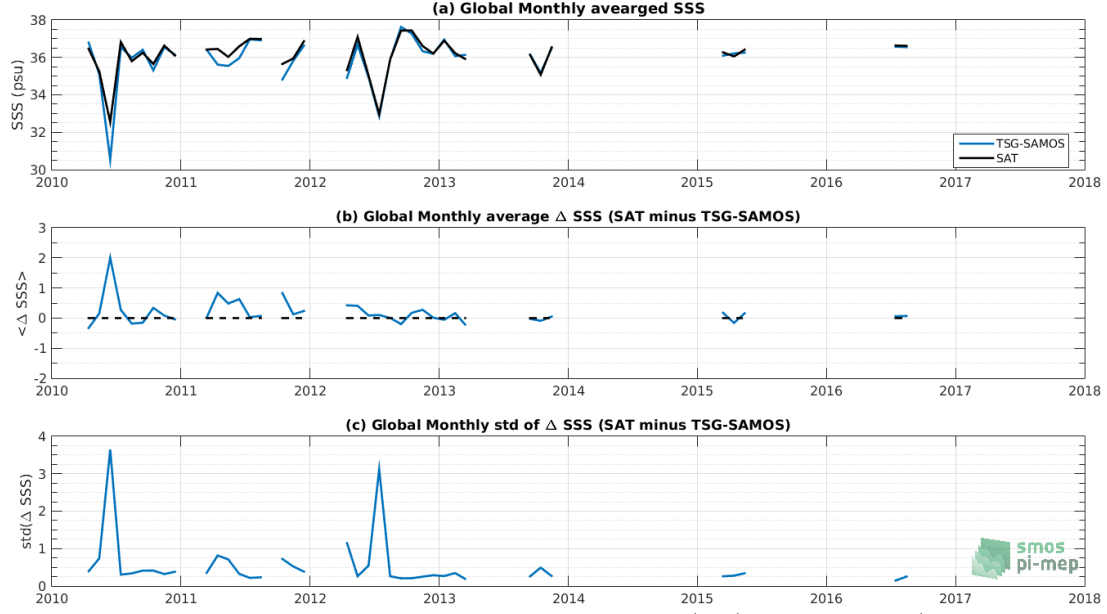 (a) Global Monthly avearged SSS
38
36
34
32
30
SSS (psu)
TSG-SAMOS
SAT
2010 2011 2012 2013 2014 2015 2016 2017 2018
(b) Global Monthly average Δ SSS (SAT minus TSG-SAMOS)
3
2
1
0
-1
-2
<Δ SSS>
2010 2011 2012 2013 2014 2015 2016 2017 2018
(c) Global Monthly std of Δ SSS (SAT minus TSG-SAMOS)
4
3
2
1
0
std(Δ SSS)
smos
pi-mep
2010 2011 2012 2013 2014 2015 2016 2017 2018